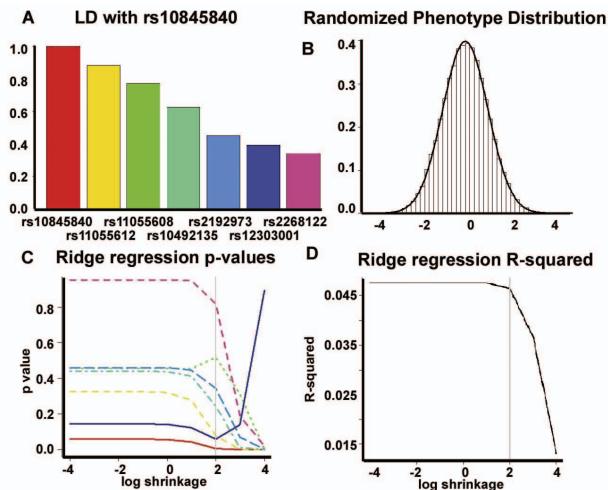 A LD with rs10845840
1.0
0.8
0.6
0.4
0.2
0.0
rs10845840 rs11055608 rs2192973 rs2268122
rs11055612 rs10492135 rs12303001
Randomized Phenotype Distribution
B
0.4
0.3
0.2
0.1
0.0
-4 -2 0 2 4
C Ridge regression p-values
p value
0.8
0.6
0.4
0.2
0.0
-4 -2 0 2 4
log shrinkage
D Ridge regression R-squared
R-squared
0.045
0.035
0.025
0.015
-4 -2 0 2 4
log shrinkage